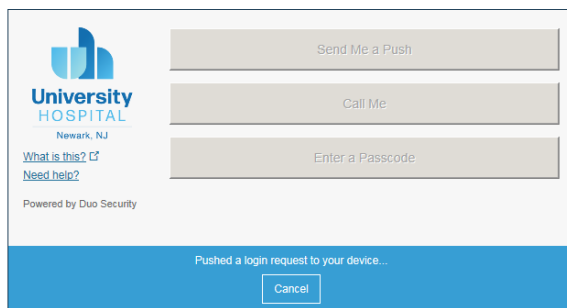 University
HOSPITAL
Newark, NJ
What is this?
Need help?
Powered by Duo Security
Send Me a Push
Call Me
Enter a Passcode
Pushed a login request to your device...
Cancel